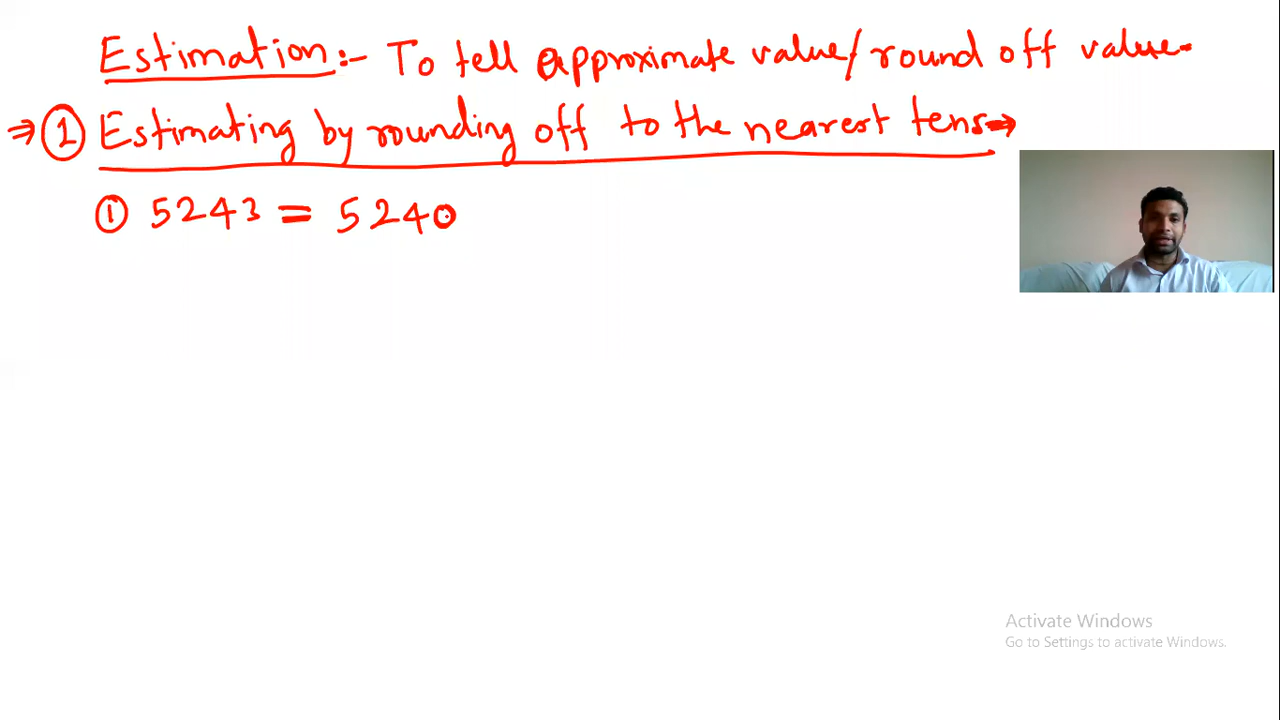 Estimation:- To tell approximate value/round off value-
⇒ ① Estimating by rounding off to the nearest tens→
① 5243 = 5240
Activate Windows
Go to Settings to activate Windows.